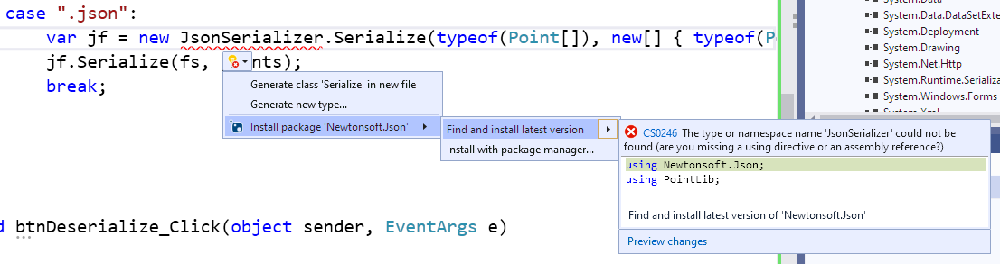 case ".json":
var jf = new JsonSerializer.Serialize(typeof(Point[]), new[] { typeof(P
jf.Serialize(fs, nts);
break;
Generate class 'Serialize' in new file
Generate new type...
Install package 'Newtonsoft.Json'
Find and install latest version
Install with package manager...
CS0246 The type or namespace name 'JsonSerializer' could not be
found (are you missing a using directive or an assembly reference?)
using Newtonsoft.Json;
using PointLib;
Find and install latest version of 'Newtonsoft.Json'
Preview changes
d btnDeserialize_Click(object sender, EventArgs e)
System.Data
System.Data.DataSetExte
System.Deployment
System.Drawing
System.Net.Http
System.Runtime.Serializa
System.Windows.Forms
System.Xml